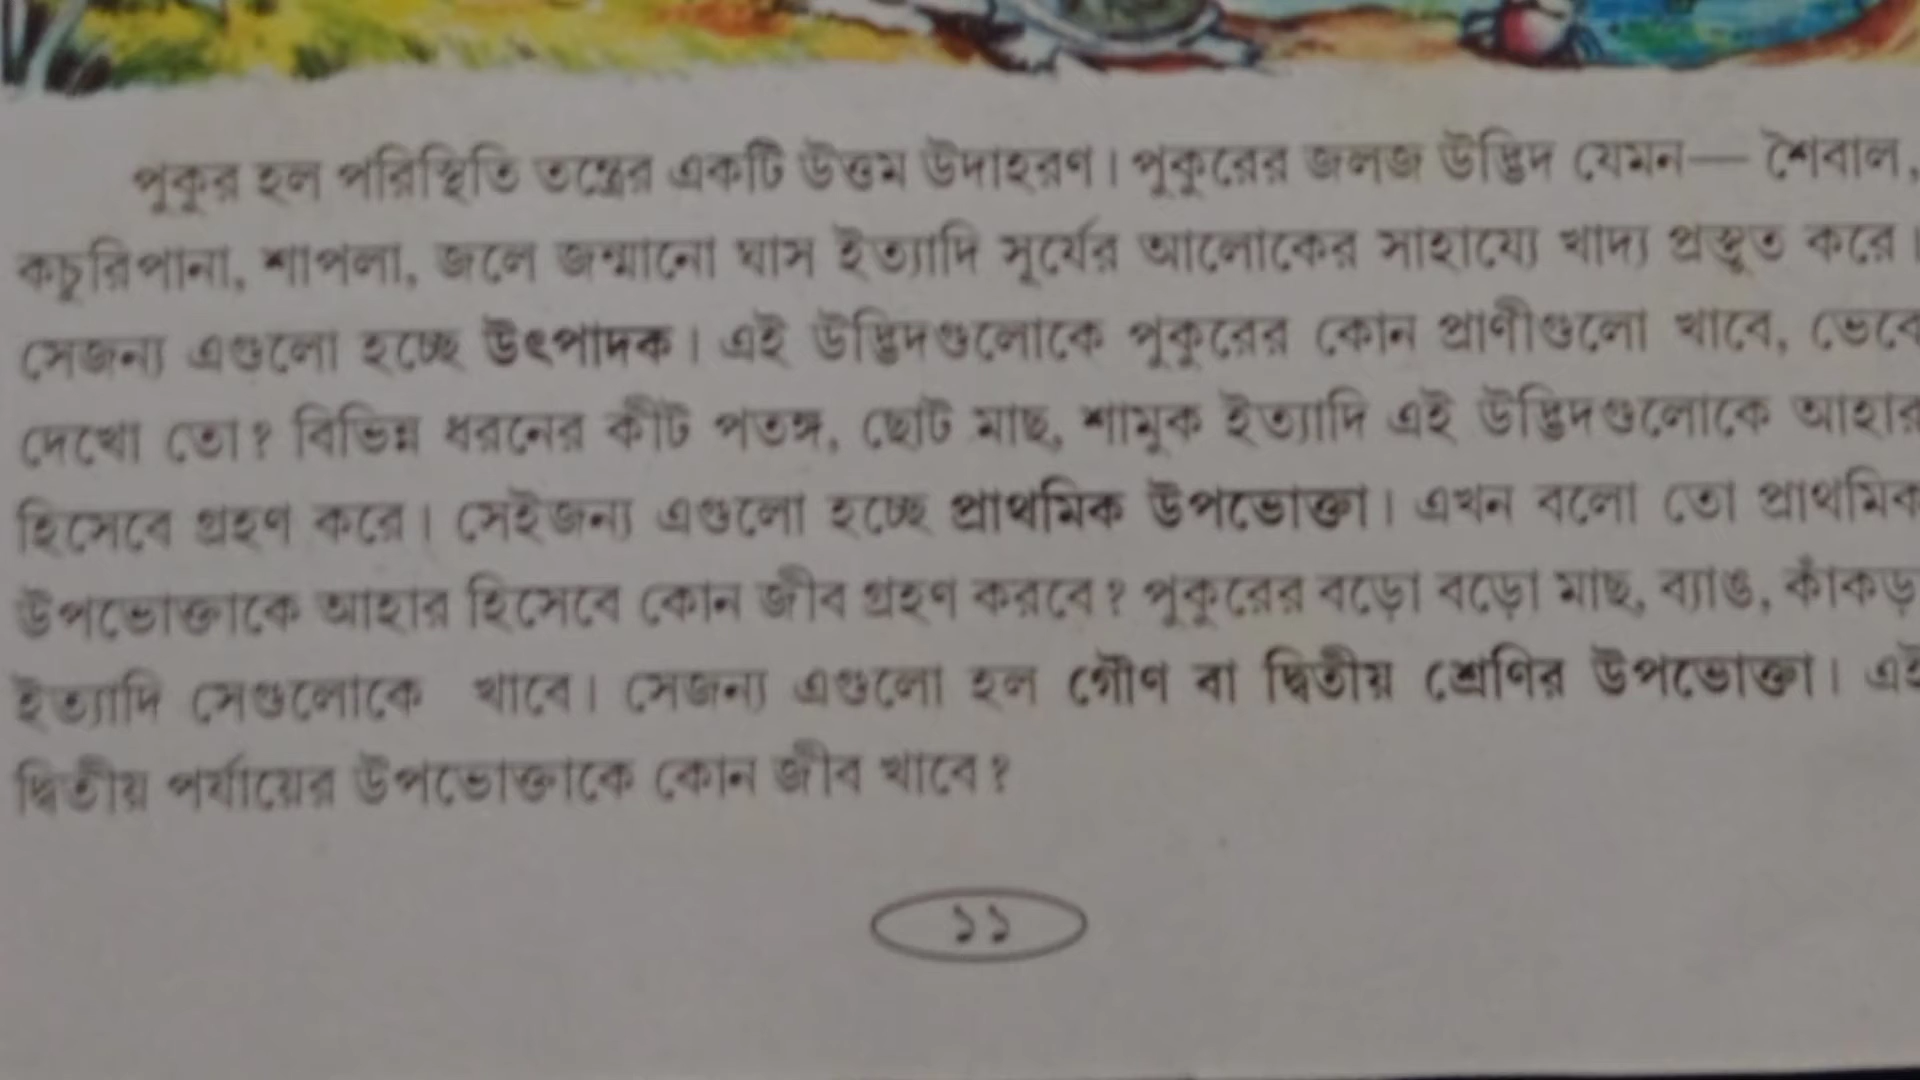 পুকুর হল পরিস্থিতি তন্ত্রের একটি উত্তম উদাহরণ। পুকুরের জলজ উদ্ভিদ যেমন— শৈবাল,
কচুরিপানা, শাপলা, জলে জন্মানো ঘাস ইত্যাদি সূর্যের আলোকের সাহায্যে খাদ্য প্রস্তুত করে।
সেজন্য এগুলো হচ্ছে উৎপাদক। এই উদ্ভিদগুলোকে পুকুরের কোন প্রাণীগুলো খাবে, ভেবে
দেখো তো? বিভিন্ন ধরনের কীট পতঙ্গ, ছোট মাছ, শামুক ইত্যাদি এই উদ্ভিদগুলোকে আহার
হিসেবে গ্রহণ করে। সেইজন্য এগুলো হচ্ছে প্রাথমিক উপভোক্তা। এখন বলো তো প্রাথমিক
উপভোক্তাকে আহার হিসেবে কোন জীব গ্রহণ করবে? পুকুরের বড়ো বড়ো মাছ, ব্যাঙ, কাঁকড়া
ইত্যাদি সেগুলোকে খাবে। সেজন্য এগুলো হল গৌণ বা দ্বিতীয় শ্রেণির উপভোক্তা। এই
দ্বিতীয় পর্যায়ের উপভোক্তাকে কোন জীব খাবে?
১১